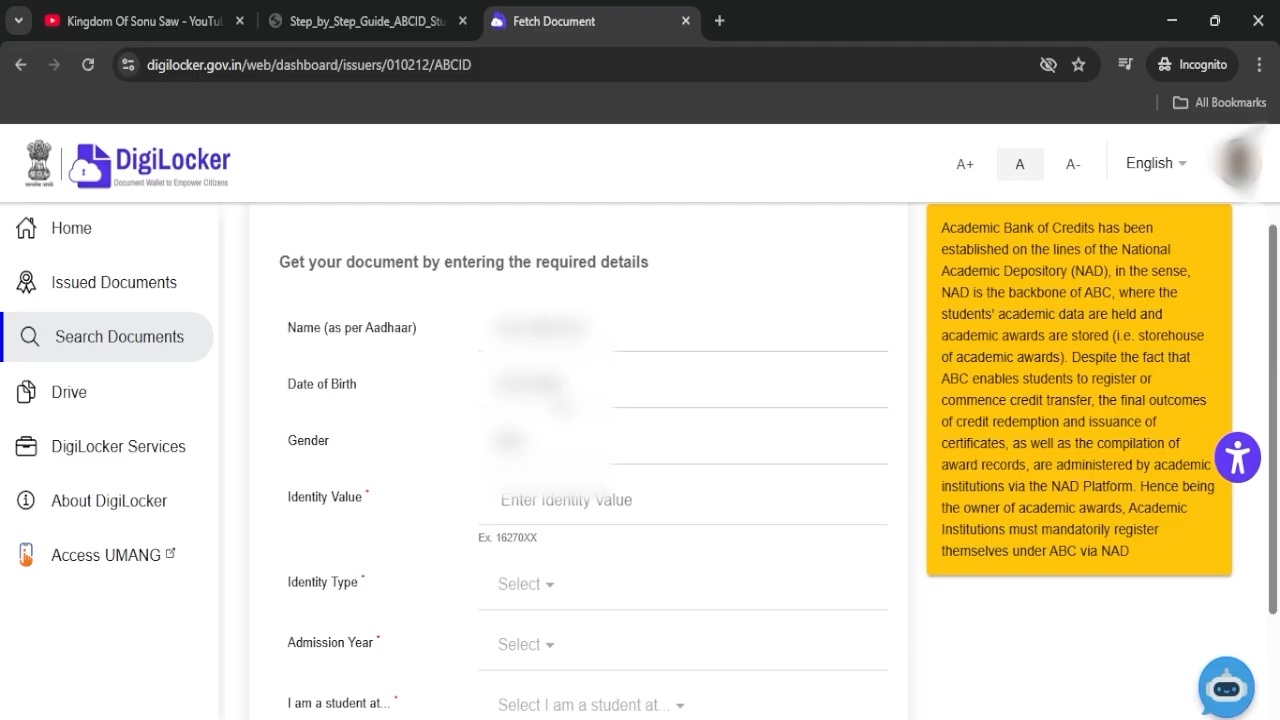 Kingdom Of Sonu Saw - YouTu
Step_by_Step_Guide_ABCID_Stu
Fetch Document
digilocker.gov.in/web/dashboard/issuers/010212/ABCID
Incognito
All Bookmarks
DigiLocker
Document Wallet to Empower Citizens
A+
A
A-
English
Home
Issued Documents
Search Documents
Drive
DigiLocker Services
About DigiLocker
Access UMANG
Get your document by entering the required details
Name (as per Aadhaar)
Date of Birth
Gender
Identity Value *
Enter Identity Value
Ex. 16270XX
Identity Type *
Select
Admission Year *
Select
I am a student at... *
Select I am a student at...
Academic Bank of Credits has been
established on the lines of the National
Academic Depository (NAD), in the sense,
NAD is the backbone of ABC, where the
students' academic data are held and
academic awards are stored (i.e. storehouse
of academic awards). Despite the fact that
ABC enables students to register or
commence credit transfer, the final outcomes
of credit redemption and issuance of
certificates, as well as the compilation of
award records, are administered by academic
institutions via the NAD Platform. Hence being
the owner of academic awards, Academic
Institutions must mandatorily register
themselves under ABC via NAD